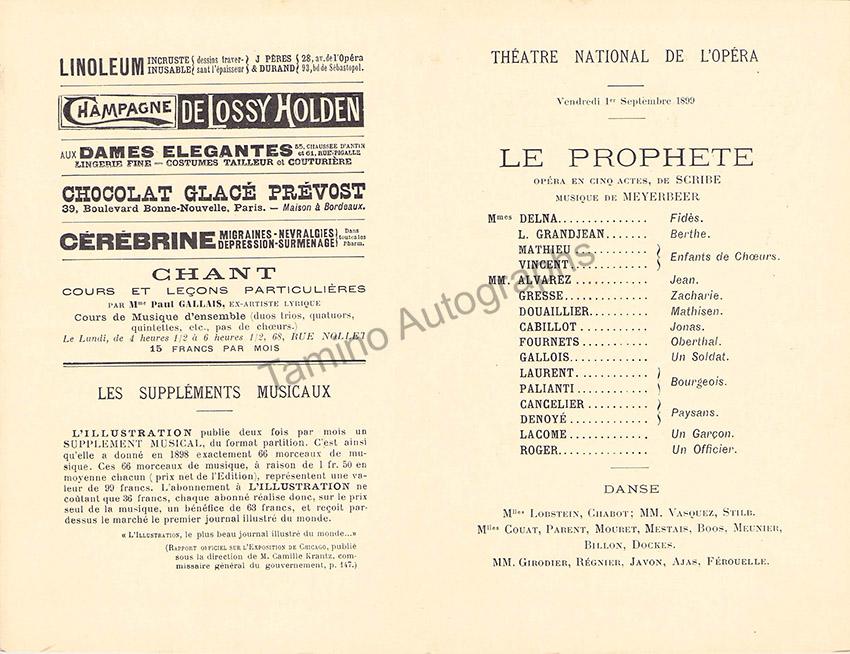 LINOLEUM INCRUSTE INUSABLE { dessins traver- sant l'épaisseur } J PÈRES & DURAND { 28, av. de l'Opéra 93, bd de Sébastopol.
CHAMPAGNE DE LOSSY HOLDEN
AUX DAMES ELEGANTES 55, CHAUSSÉE D'ANTIN et 61, RUE PIGALLE
LINGERIE FINE — COSTUMES TAILLEUR et COUTURIÈRE
CHOCOLAT GLACÉ PRÉVOST
39, Boulevard Bonne-Nouvelle, Paris. — Maison à Bordeaux.
CÉRÉBRINE MIGRAINES - NEVRALGIES DEPRESSION - SURMENAGE } Dans toutes les Pharm.
CHANT
COURS ET LEÇONS PARTICULIÈRES
PAR Mme Paul GALLAIS, EX-ARTISTE LYRIQUE
Cours de Musique d'ensemble (duos trios, quatuors,
quintettes, etc., pas de chœurs.)
Le Lundi, de 4 heures 1/2 à 6 heures 1/2, 68, RUE NOLLET
15 FRANCS PAR MOIS
LES SUPPLÉMENTS MUSICAUX
L'ILLUSTRATION publie deux fois par mois un
SUPPLEMENT MUSICAL, du format partition. C'est ainsi
qu'elle a donné en 1898 exactement 66 morceaux de mu-
sique. Ces 66 morceaux de musique, à raison de 1 fr. 50 en
moyenne chacun ( prix net de l'Edition), représentent une va-
leur de 99 francs. L'abonnement à L'ILLUSTRATION ne
coûtant que 36 francs, chaque abonné réalise donc, sur le prix
seul de la musique, un bénéfice de 63 francs, et reçoit par-
dessus le marché le premier journal illustré du monde.
« L'ILLUSTRATION, le plus beau journal illustré du monde...»
(RAPPORT OFFICIEL SUR L'EXPOSITION DE CHICAGO, publié
sous la direction de M. Camille Krantz, com-
missaire général du gouvernement, p. 147.)
THÉATRE NATIONAL DE L'OPÉRA
Vendredi 1er Septembre 1899
LE PROPHETE
OPÉRA EN CINQ ACTES, DE SCRIBE
MUSIQUE DE MEYERBEER
Mmes DELNA.............. Fidès.
L. GRANDJEAN....... Berthe.
MATHIEU ........... }
VINCENT............ } Enfants de Chœurs.
MM. ALVAREZ ............ Jean.
GRESSE.............. Zacharie.
DOUAILLIER......... Mathisen.
CABILLOT ........... Jonas.
FOURNETS .......... Oberthal.
GALLOIS............. Un Soldat.
LAURENT........... }
PALIANTI .......... } Bourgeois.
CANCELIER ........ }
DENOYÉ............ } Paysans.
LACOME............. Un Garçon.
ROGER............... Un Officier.
DANSE
Mlles LOBSTEIN, CHABOT; MM. VASQUEZ, STILB.
Mlles COUAT, PARENT, MOURET, MESTAIS, BOOS, MEUNIER,
BILLON, DOCKES.
MM. GIRODIER, RÉGNIER, JAVON, AJAS, FÉROUELLE.
Tamino Autographs